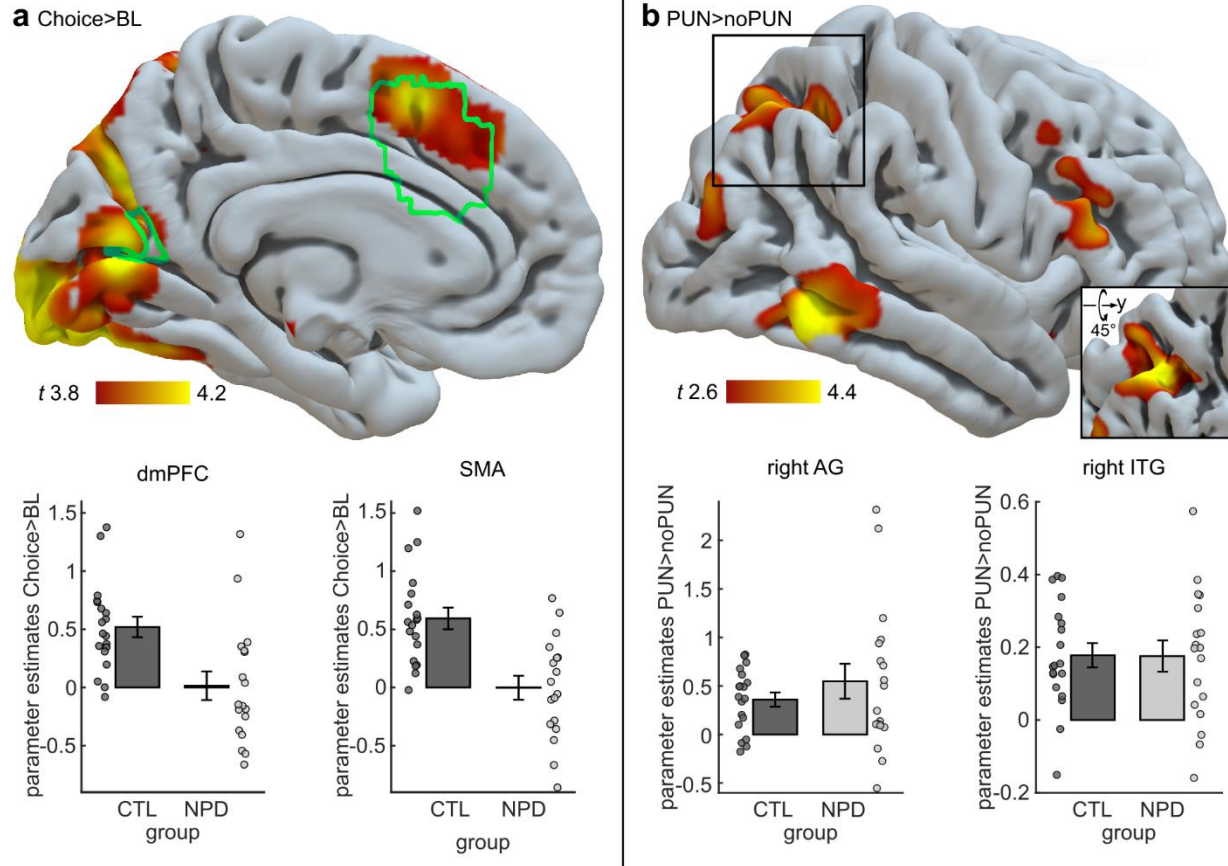 a Choice>BL
t 3.8 4.2
dmPFC
parameter estimates Choice>BL
1.5
1
0.5
0
-0.5
CTL NPD
group
SMA
parameter estimates Choice>BL
1.5
1
0.5
0
-0.5
CTL NPD
group
b PUN>noPUN
y
45°
t 2.6 4.4
right AG
parameter estimates PUN>noPUN
2
1.5
1
0.5
0
-0.5
CTL NPD
group
right ITG
parameter estimates PUN>noPUN
0.6
0.4
0.2
0
-0.2
CTL NPD
group